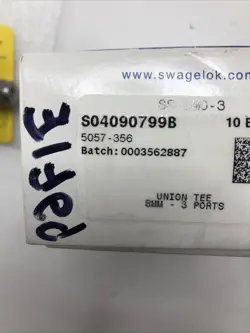 www.swagelok.com
S04090799B
10 E
5057-356
Batch:0003562887
UNION TEE
8MM - 3 PORTS